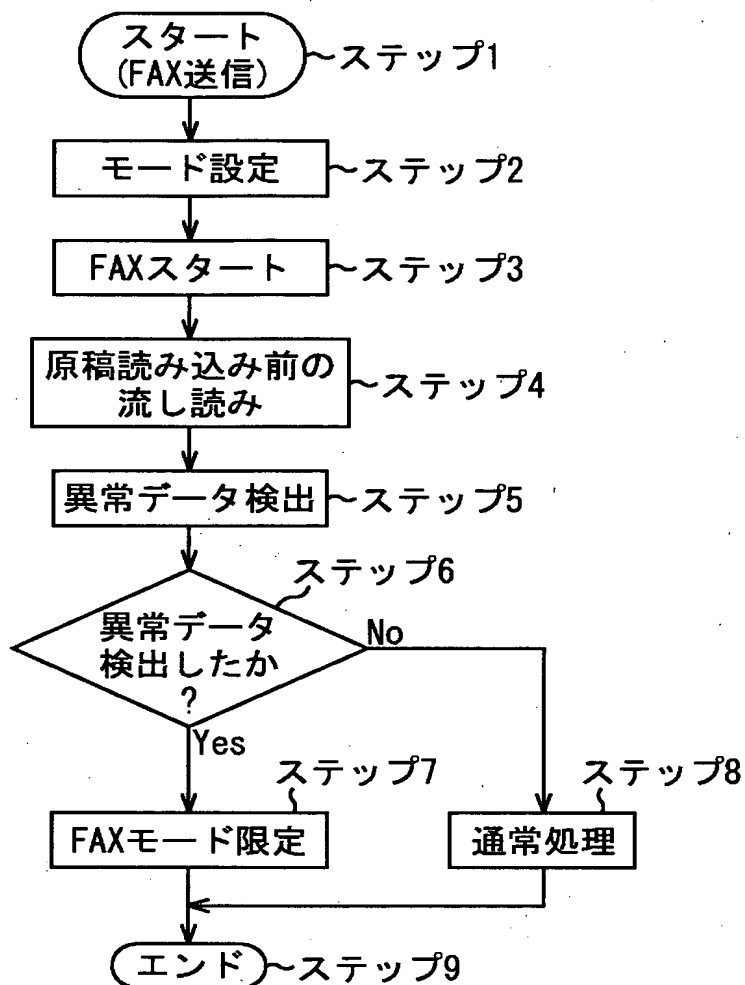 スタート
(FAX送信)
ステップ1
モード設定
ステップ2
FAXスタート
ステップ3
原稿読み込み前の
流し読み
ステップ4
異常データ検出
ステップ5
ステップ6
異常データ
検出したか
?
No
Yes
ステップ7
FAXモード限定
ステップ8
通常処理
エンド
ステップ9